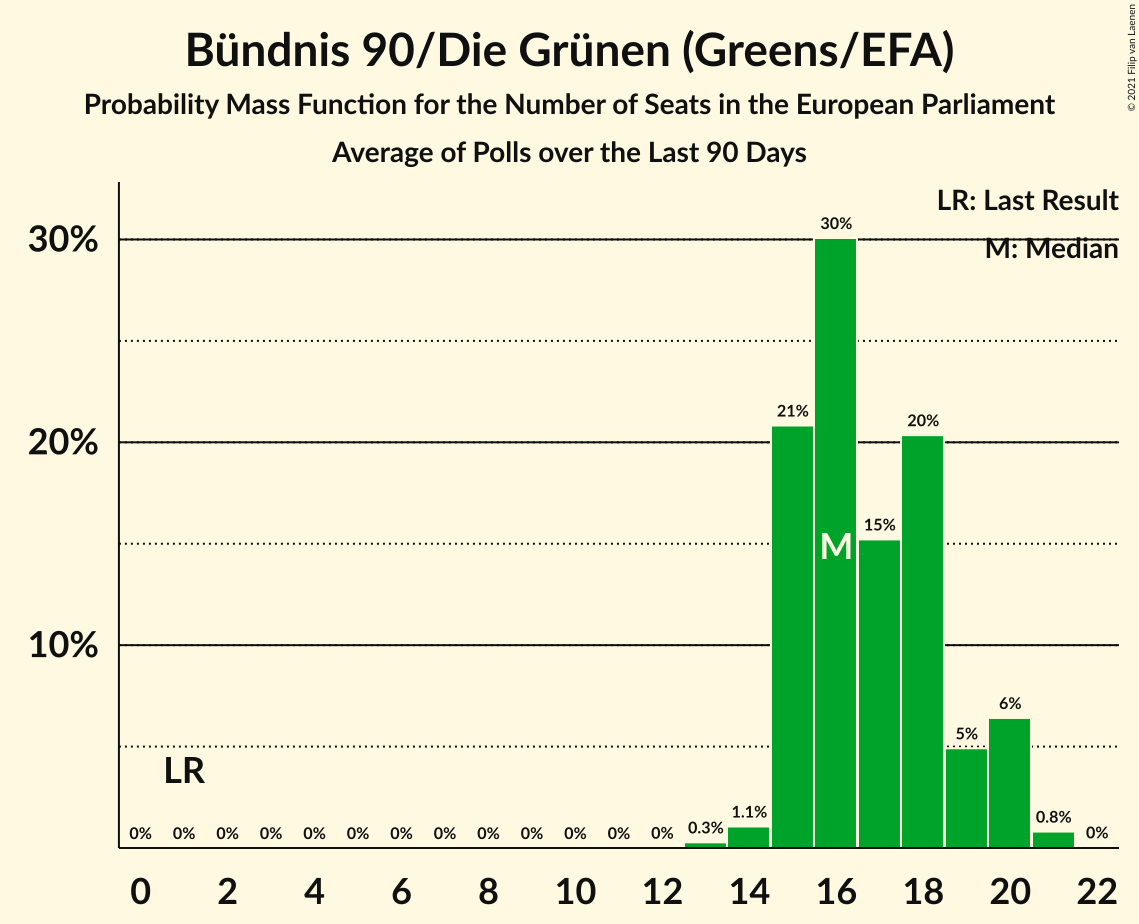 Bündnis 90/Die Grünen (Greens/EFA)
Probability Mass Function for the Number of Seats in the European Parliament
Average of Polls over the Last 90 Days
© 2021 Filip van Laenen
LR: Last Result
M: Median
30%
20%
10%
30%
21%
20%
15%
M
6%
5%
LR
1.1%
0.8%
0.3%
0% 0% 0% 0% 0% 0% 0% 0% 0% 0% 0% 0% 0% 0%
0 2 4 6 8 10 12 14 16 18 20 22